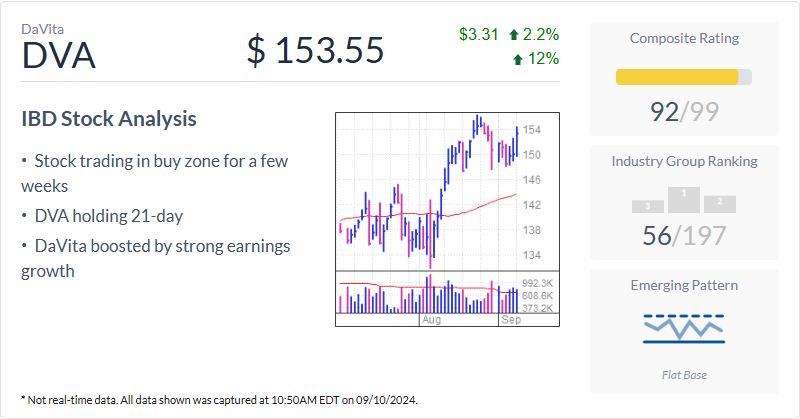 DaVita
DVA
$ 153.55
$3.31 2.2%
12%
IBD Stock Analysis
• Stock trading in buy zone for a few
weeks
• DVA holding 21-day
• DaVita boosted by strong earnings
growth
154
150
146
142
138
134
992.3K
608.6K
373.2K
Aug
Sep
Composite Rating
92/99
Industry Group Ranking
3
1
2
56/197
Emerging Pattern
Flat Base
* Not real-time data. All data shown was captured at 10:50AM EDT on 09/10/2024.